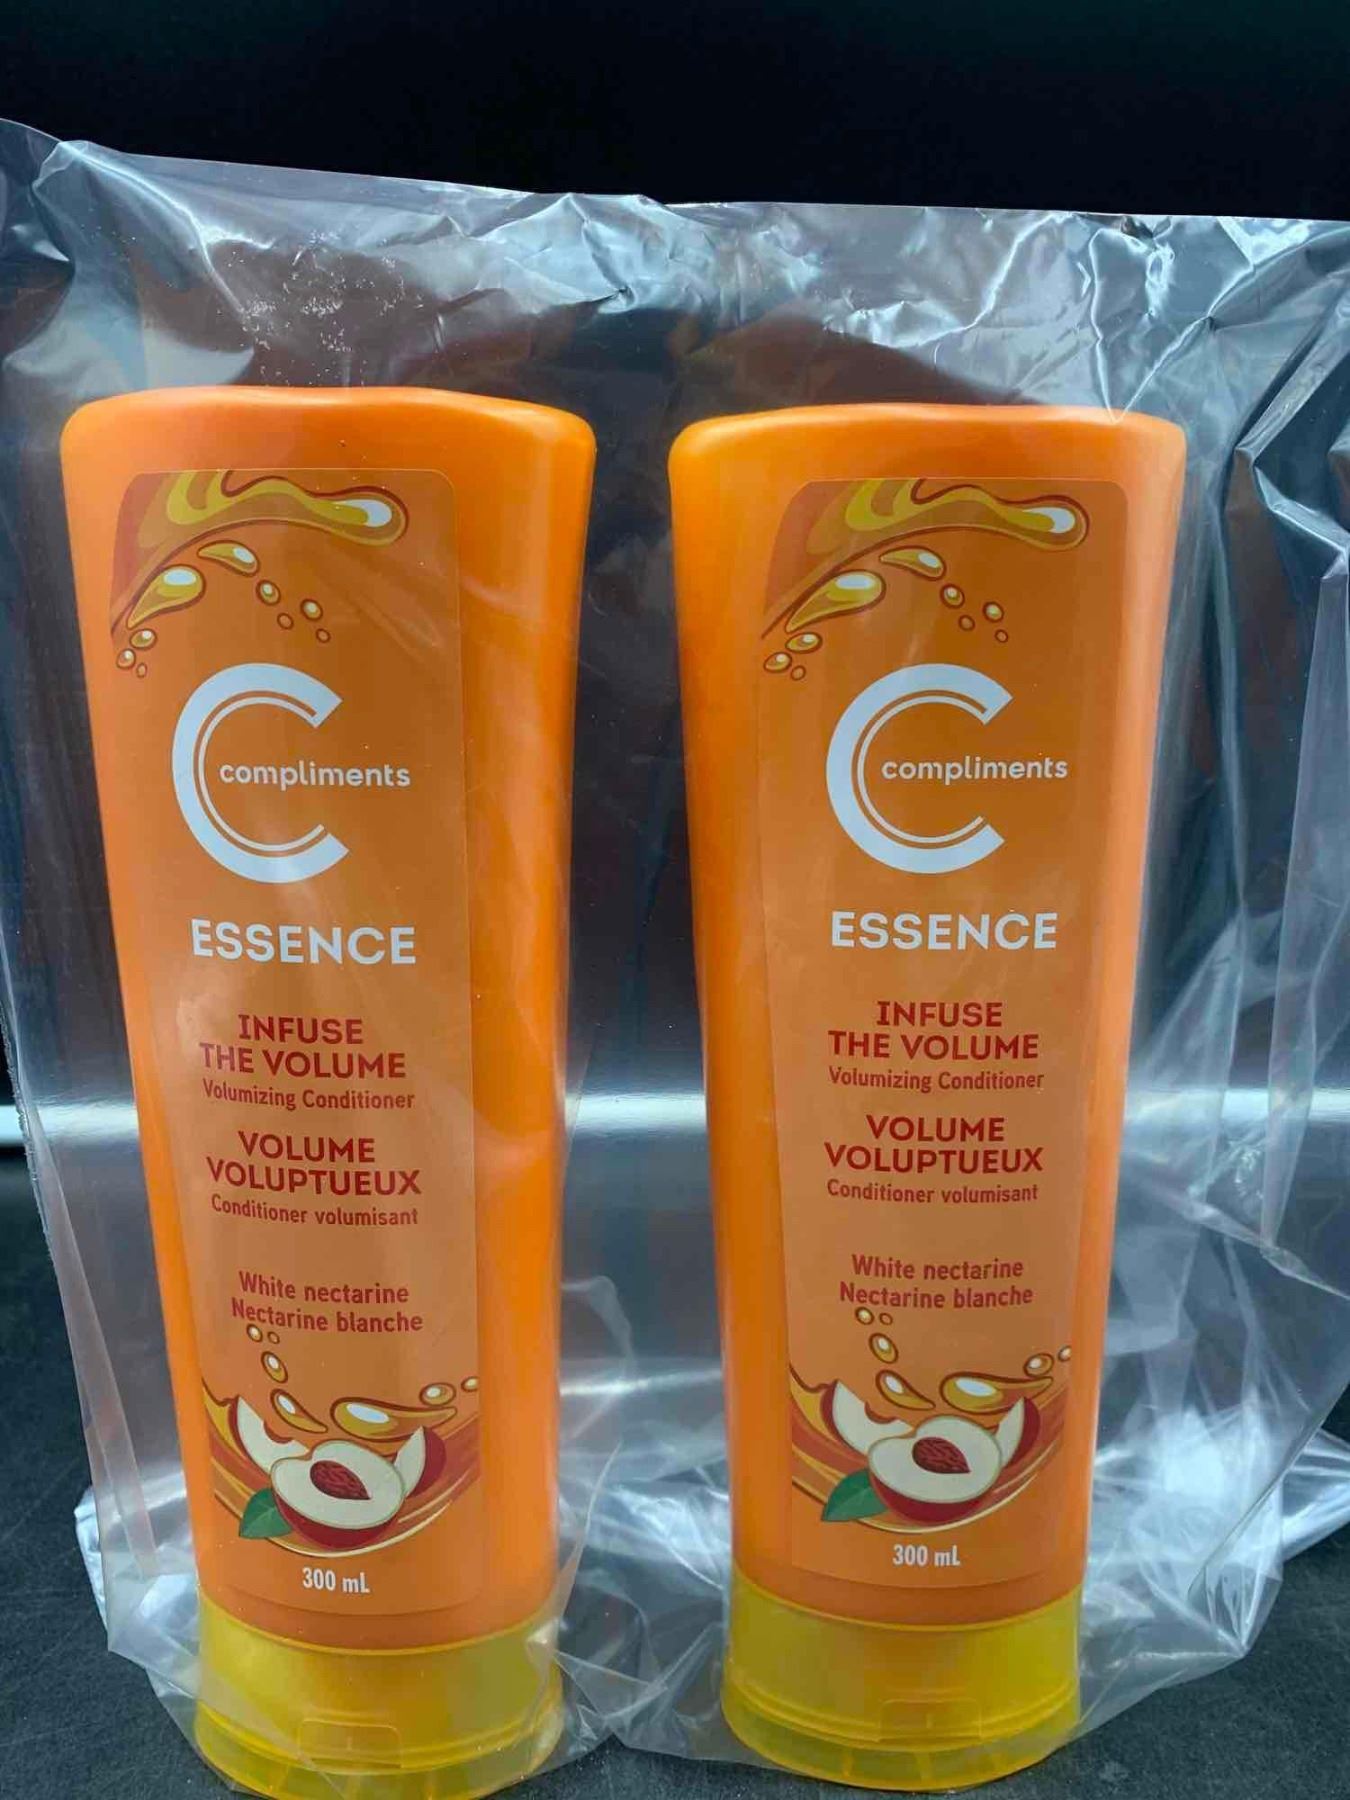 compliments
ESSENCE
INFUSE
THE VOLUME
Volumizing Conditioner
VOLUME
VOLUPTUEUX
Conditioner volumisant
White nectarine
Nectarine blanche
300 mL
compliments
ESSENCE
INFUSE
THE VOLUME
Volumizing Conditioner
VOLUME
VOLUPTUEUX
Conditioner volumisant
White nectarine
Nectarine blanche
300 mL